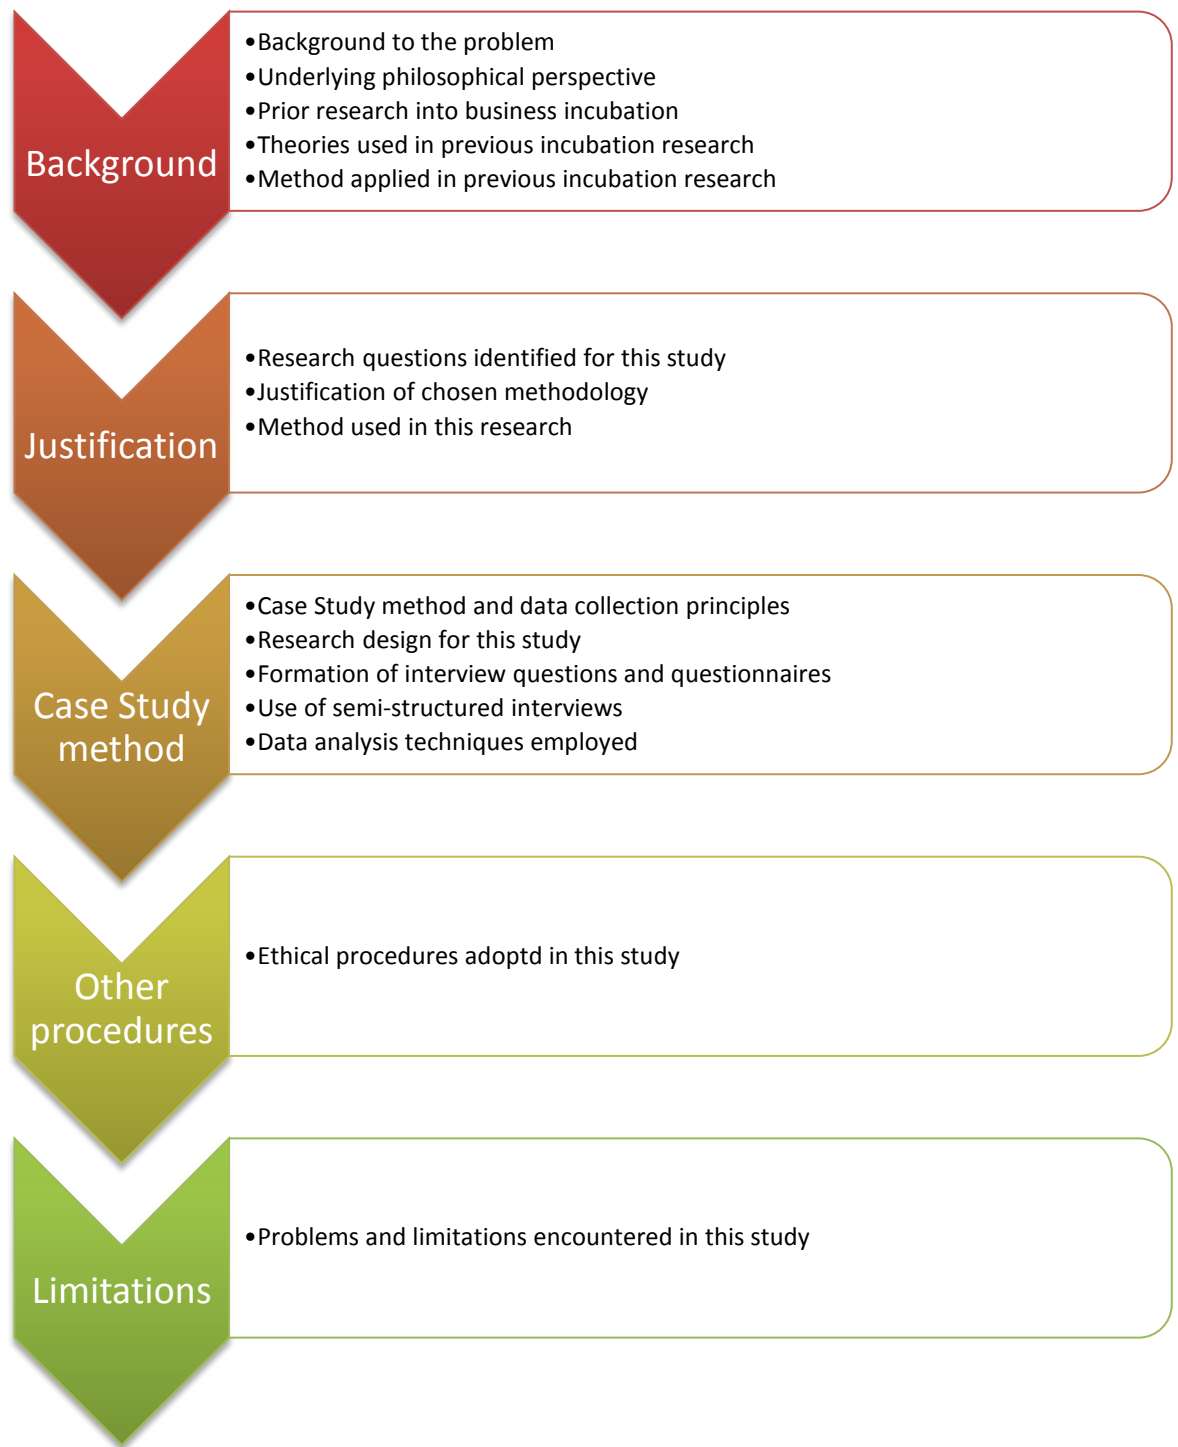 Background
•Background to the problem
•Underlying philosophical perspective
•Prior research into business incubation
•Theories used in previous incubation research
•Method applied in previous incubation research
Justification
•Research questions identified for this study
•Justification of chosen methodology
•Method used in this research
Case Study
method
•Case Study method and data collection principles
•Research design for this study
•Formation of interview questions and questionnaires
•Use of semi-structured interviews
•Data analysis techniques employed
Other
procedures
•Ethical procedures adoptd in this study
Limitations
•Problems and limitations encountered in this study